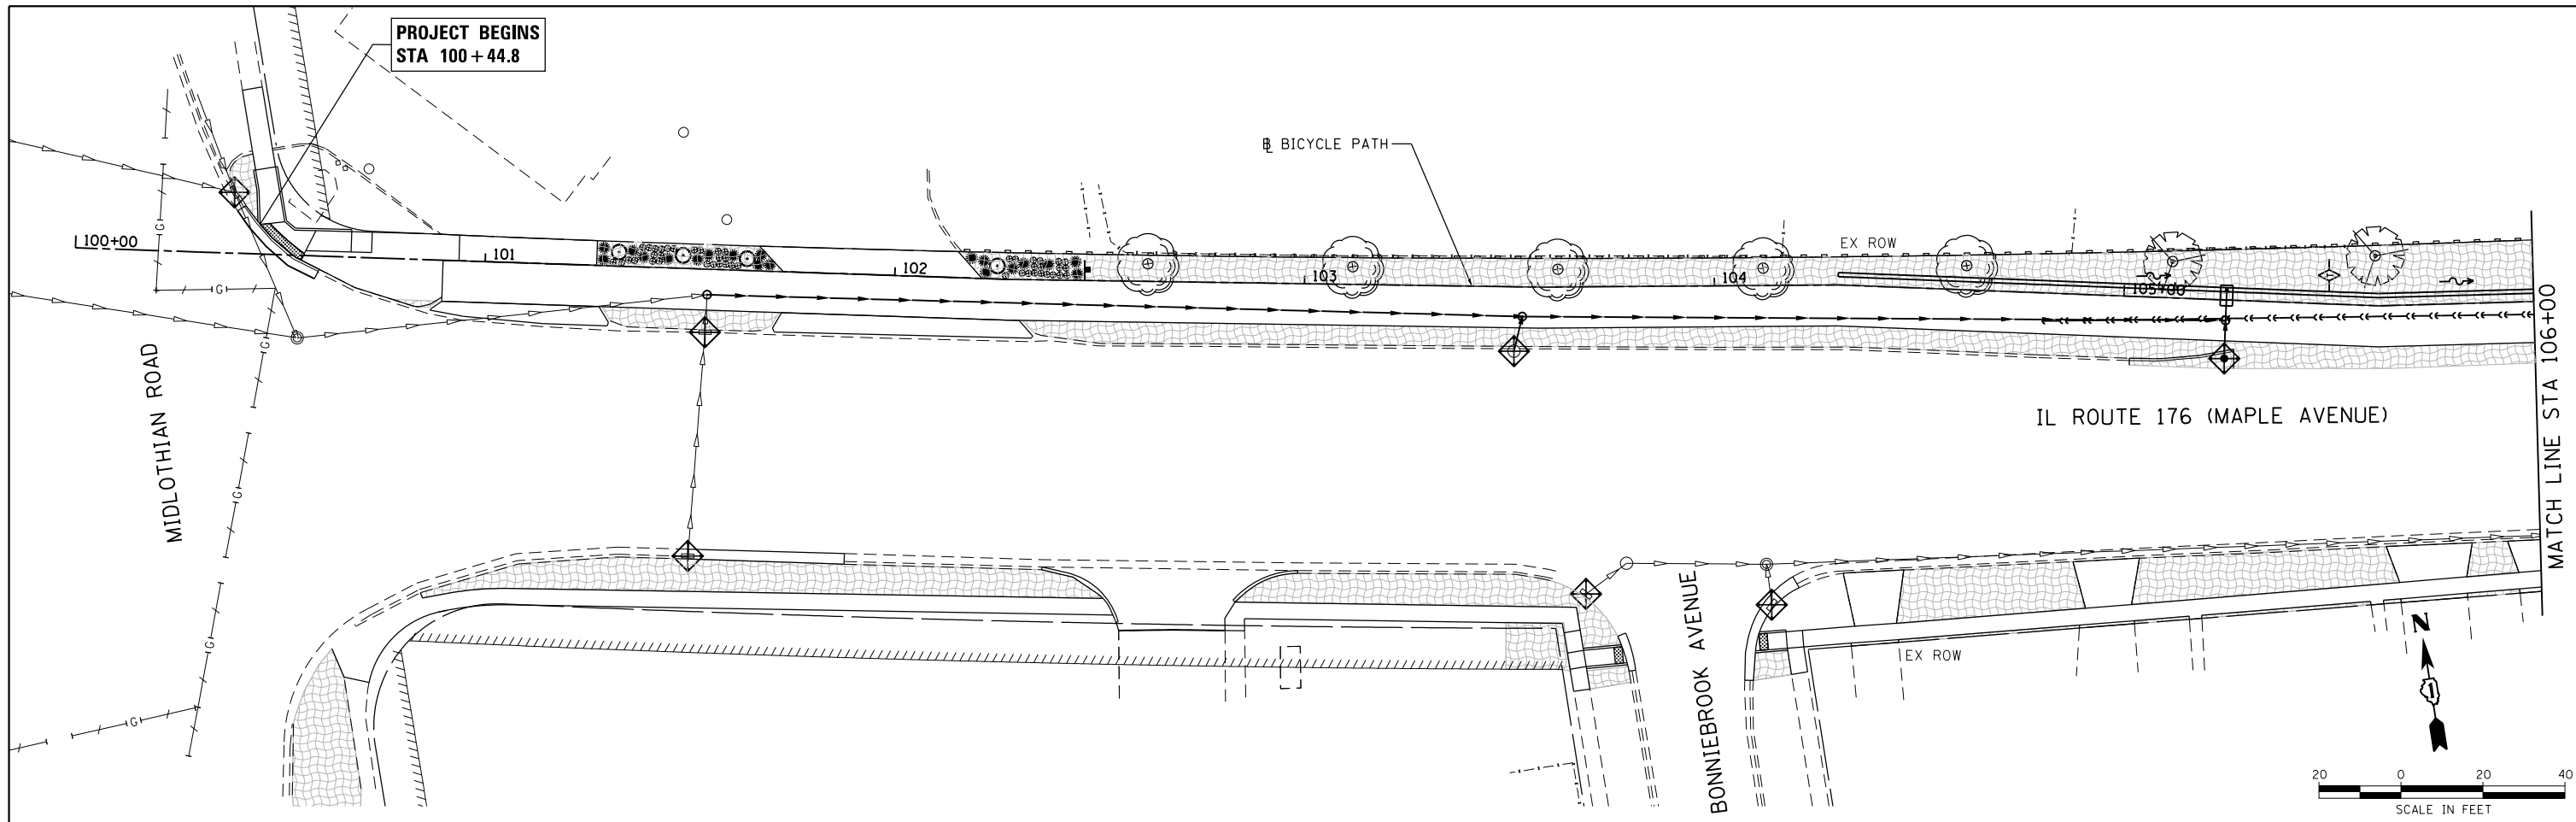 PROJECT BEGINS
STA 100+44.8
℄ BICYCLE PATH
100+00
101
102
103
104
105+00
EX ROW
G
G
G
G
G
G
MIDLOTHIAN ROAD
IL ROUTE 176 (MAPLE AVENUE)
MATCH LINE STA 106+00
BONNIEBROOK AVENUE
EX ROW
N
1
20 0 20 40
SCALE IN FEET